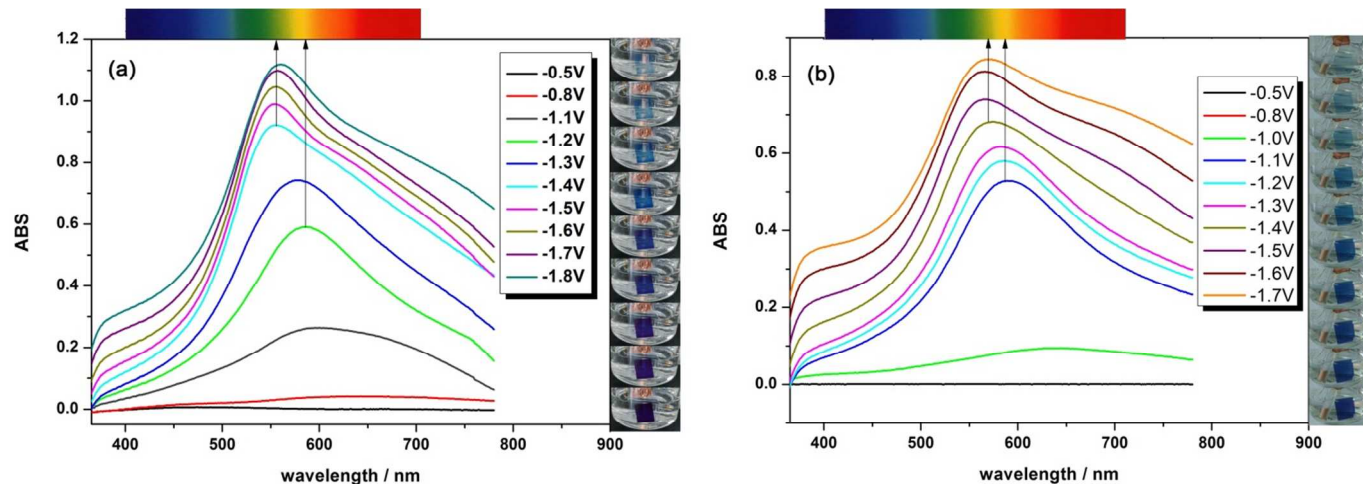 (a)
ABS
1.2
1.0
0.8
0.6
0.4
0.2
0.0
400 500 600 700 800 900
wavelength / nm
-0.5V
-0.8V
-1.1V
-1.2V
-1.3V
-1.4V
-1.5V
-1.6V
-1.7V
-1.8V
(b)
ABS
0.8
0.6
0.4
0.2
0.0
400 500 600 700 800 900
wavelength / nm
-0.5V
-0.8V
-1.0V
-1.1V
-1.2V
-1.3V
-1.4V
-1.5V
-1.6V
-1.7V